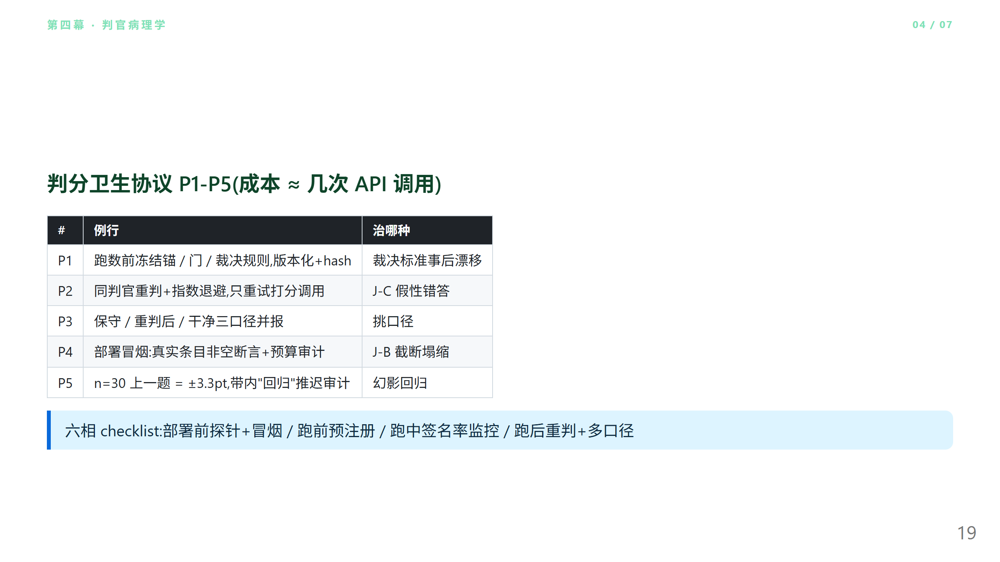 第四幕 · 判官病理学
04 / 07
判分卫生协议 P1-P5(成本 ≈ 几次 API 调用)
# 例行 治哪种
P1 跑数前冻结锚 / 门 / 裁决规则,版本化+hash 裁决标准事后漂移
P2 同判官重判+指数退避,只重试打分调用 J-C 假性错答
P3 保守 / 重判后 / 干净三口径并报 挑口径
P4 部署冒烟:真实条目非空断言+预算审计 J-B 截断塌缩
P5 n=30 上一题 = ±3.3pt,带内"回归"推迟审计 幻影回归
六相 checklist:部署前探针+冒烟 / 跑前预注册 / 跑中签名率监控 / 跑后重判+多口径
19